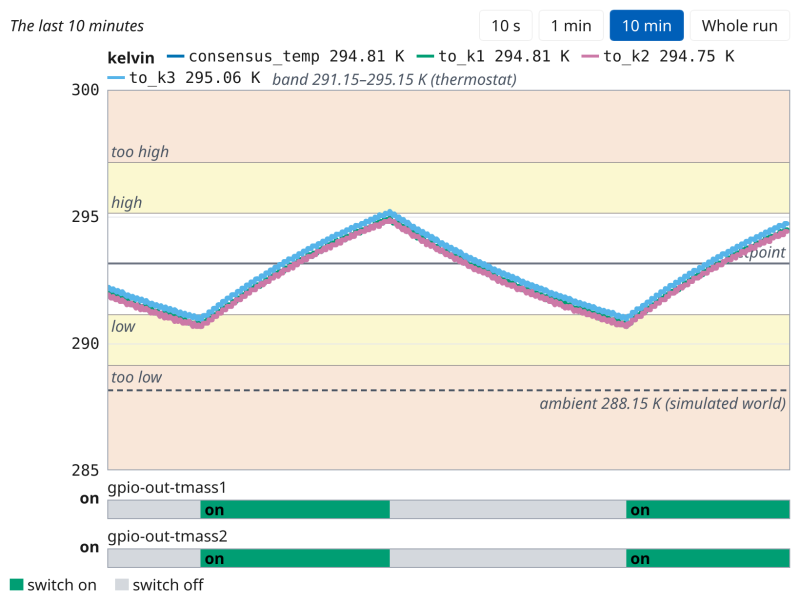 The last 10 minutes
10 s
1 min
10 min
Whole run
kelvin consensus_temp 294.81 K to_k1 294.81 K to_k2 294.75 K
to_k3 295.06 K band 291.15–295.15 K (thermostat)
300
too high
high
295
tpoint
low
290
too low
ambient 288.15 K (simulated world)
285
gpio-out-tmass1
on
on on
gpio-out-tmass2
on
on on
switch on switch off